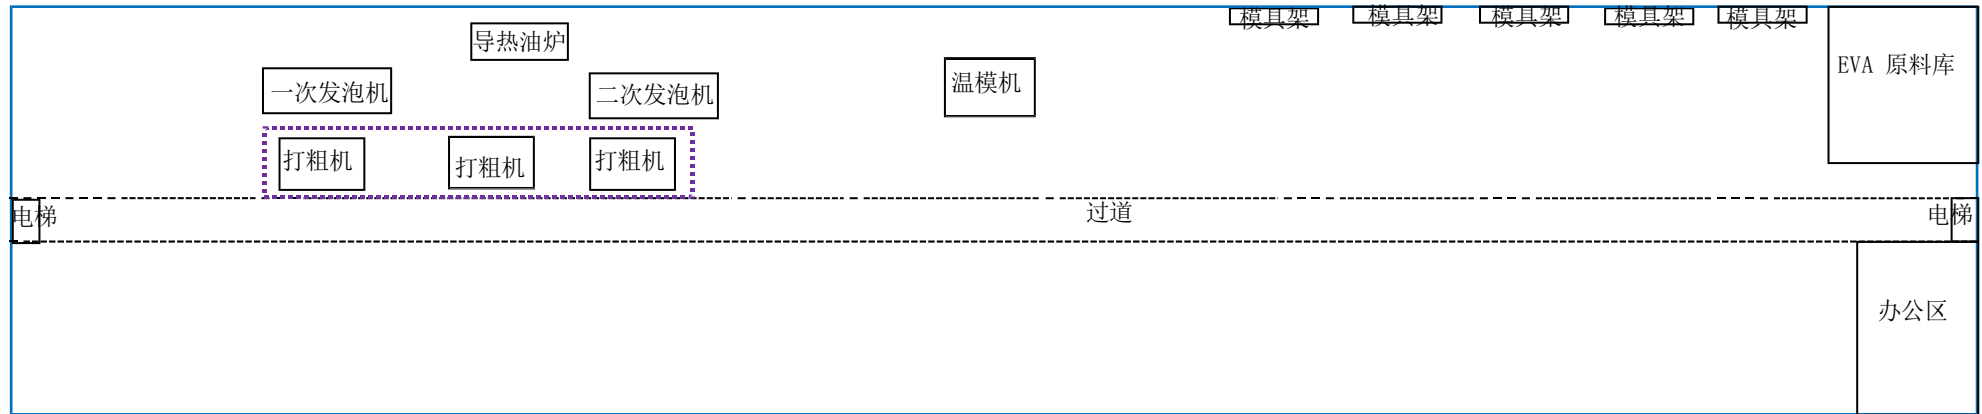 模具架
模具架
模具架
模具架
模具架
导热油炉
EVA 原料库
一次发泡机
二次发泡机
温模机
打粗机
打粗机
打粗机
电梯
过道
电梯
办公区